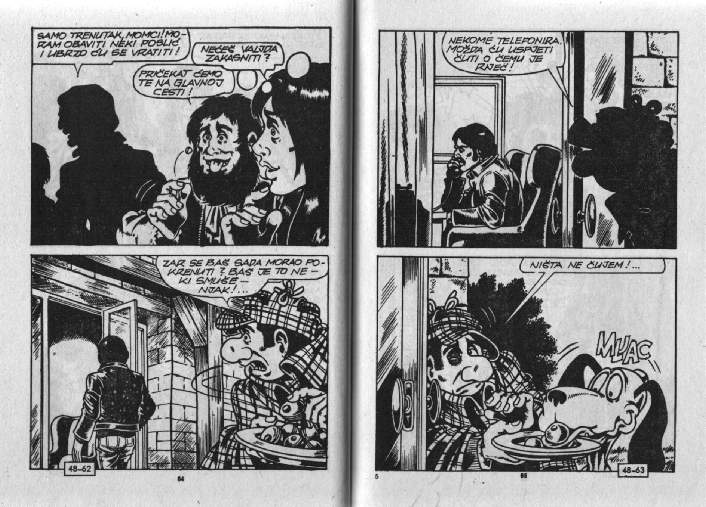 SAMO TRENUTAK, MOMCI! MO-
RAM OBAVITI NEKI POSLIĆ
I UBRZO ĆU SE VRATITI!
NEĆEŠ VALJDA
ZAKASNITI?
PRIČEKAT ĆEMO
TE NA GLAVNOJ
CESTI!
ZAR SE BAŠ SADA MORAO PO-
KRENUTI? BAŠ JE TO NE-
KI SMUŠE-
NJAK!...
48-62
64
NEKOME TELEFONIRA.
MOŽDA ĆU USPJETI
ČUTI O ČEMU JE
RIJEČ!
NIŠTA NE ČUJEM!...
MLJAC
5
48-63